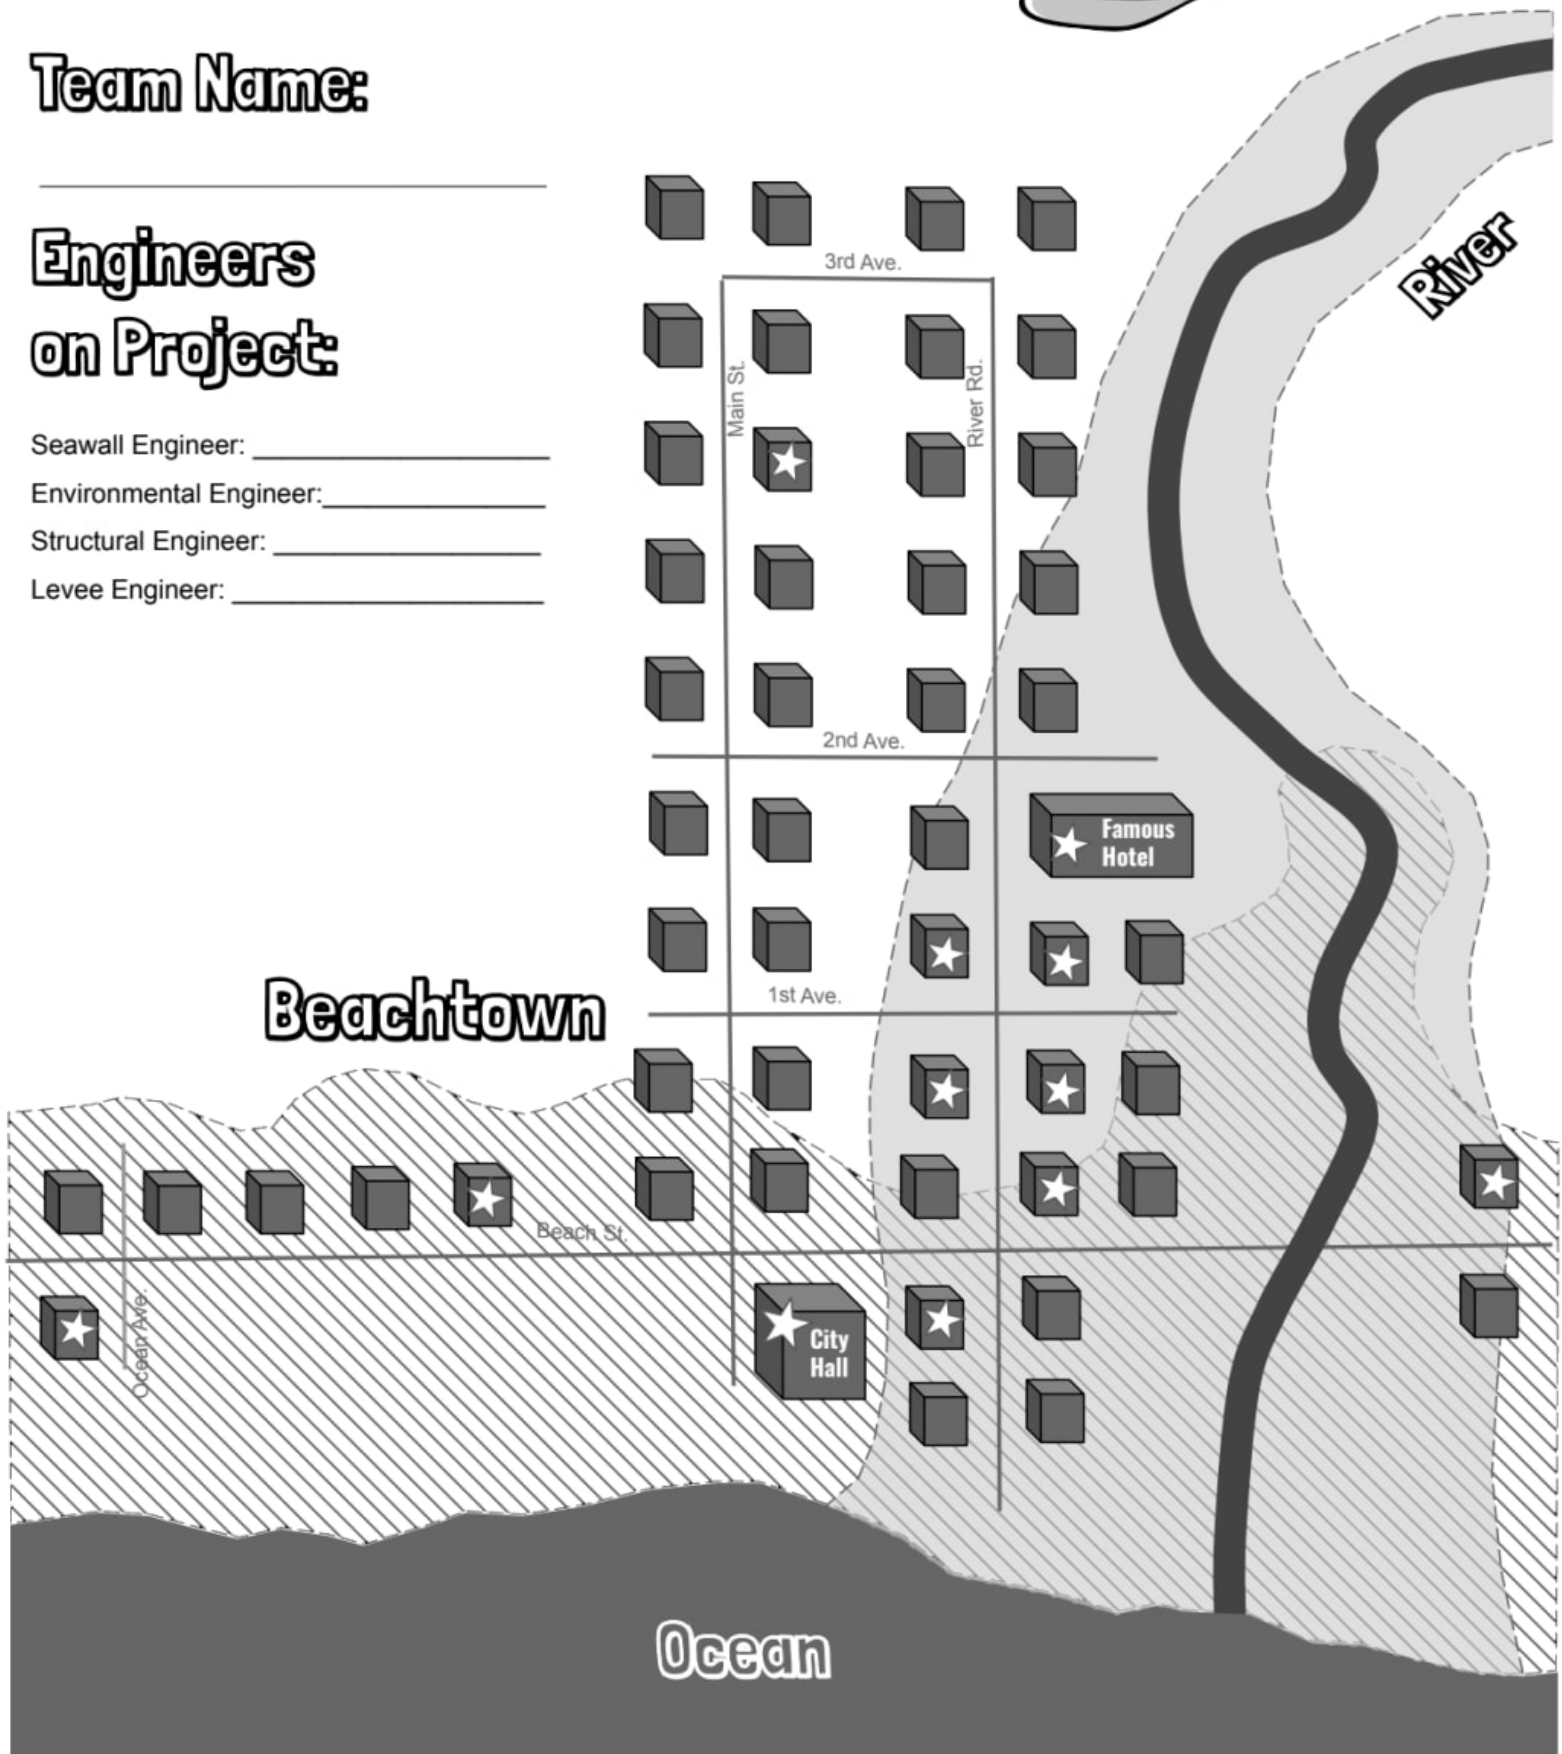 Team Name:
Engineers
on Project:
Seawall Engineer:
Environmental Engineer:
Structural Engineer:
Levee Engineer:
River
3rd Ave.
Main St.
River Rd.
2nd Ave.
Famous
Hotel
Beachtown
1st Ave.
Beach St.
Ocean Ave.
City
Hall
Ocean